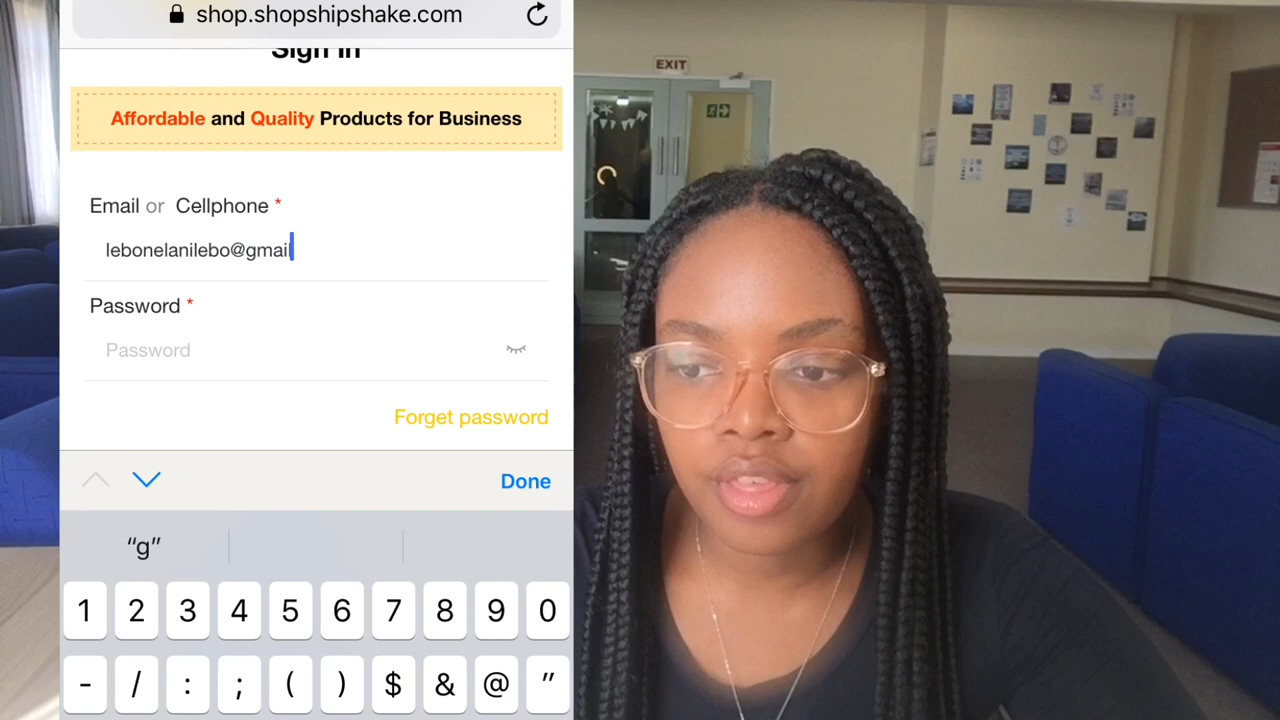 shop.shopshipshake.com
Sign in
Affordable and Quality Products for Business
Email or Cellphone *
lebonelanilebo@gmail
Password *
Password
Forget password
Done
“g”
1 2 3 4 5 6 7 8 9 0
- / : ; ( ) $ & @ ”
EXIT